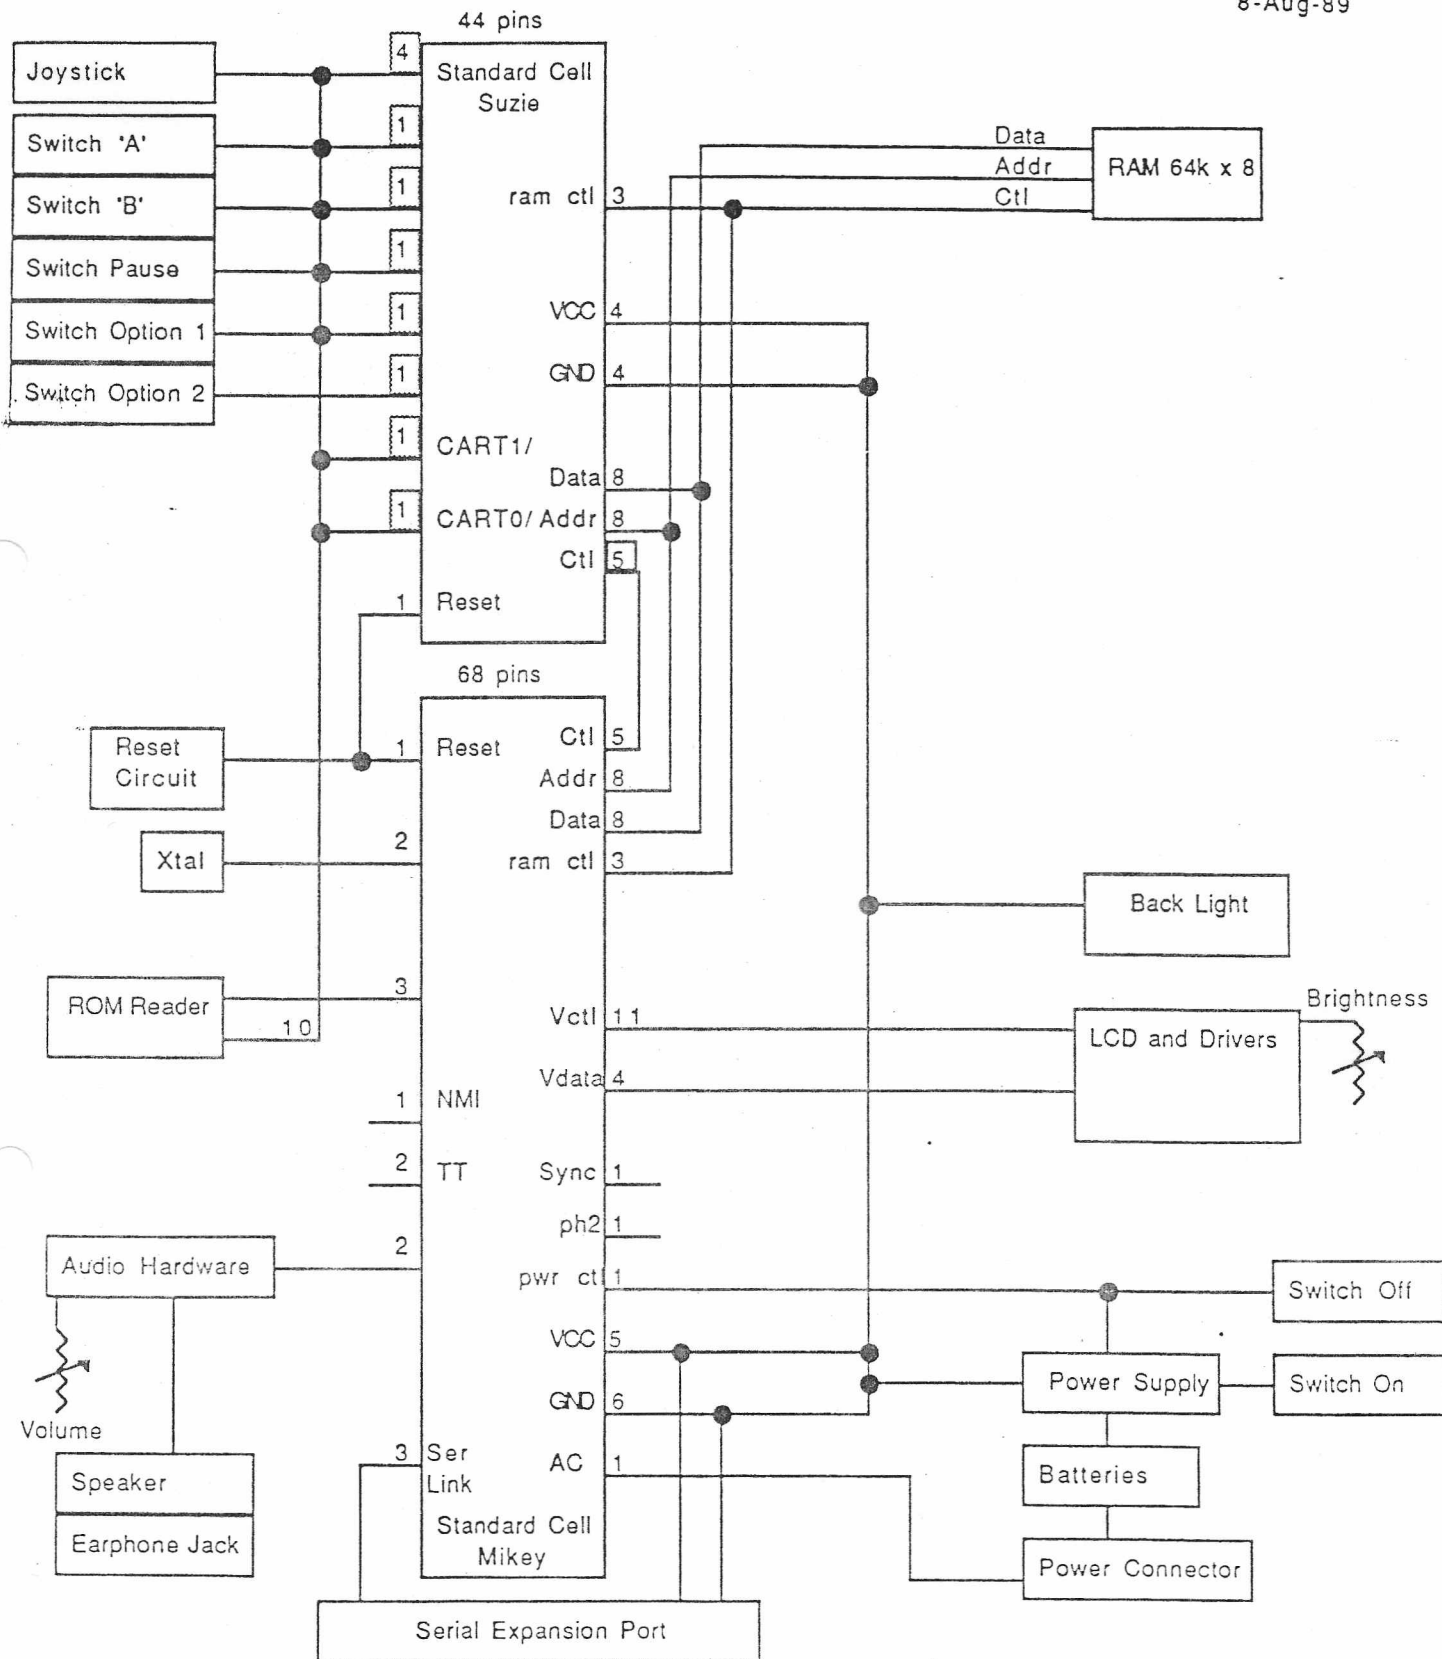 8-Aug-89
44 pins
Joystick
4
Standard Cell
Suzie
Switch 'A'
1
Switch 'B'
1
ram ctl 3
Data
Addr
Ctl
RAM 64k x 8
Switch Pause
1
Switch Option 1
1
VCC 4
Switch Option 2
1
GND 4
1
CART1/
Data 8
1
CART0/ Addr 8
Ctl 5
1 Reset
68 pins
Reset
Circuit
1 Reset
Ctl 5
Addr 8
Data 8
Xtal
2
ram ctl 3
Back Light
ROM Reader
3
10
Vctl 11
LCD and Drivers
Brightness
Vdata 4
1 NMI
2 TT
Sync 1
ph2 1
Audio Hardware
2
pwr ctl 1
Switch Off
VCC 5
Power Supply
Switch On
Volume
GND 6
3 Ser
Link
AC 1
Batteries
Speaker
Earphone Jack
Standard Cell
Mikey
Power Connector
Serial Expansion Port